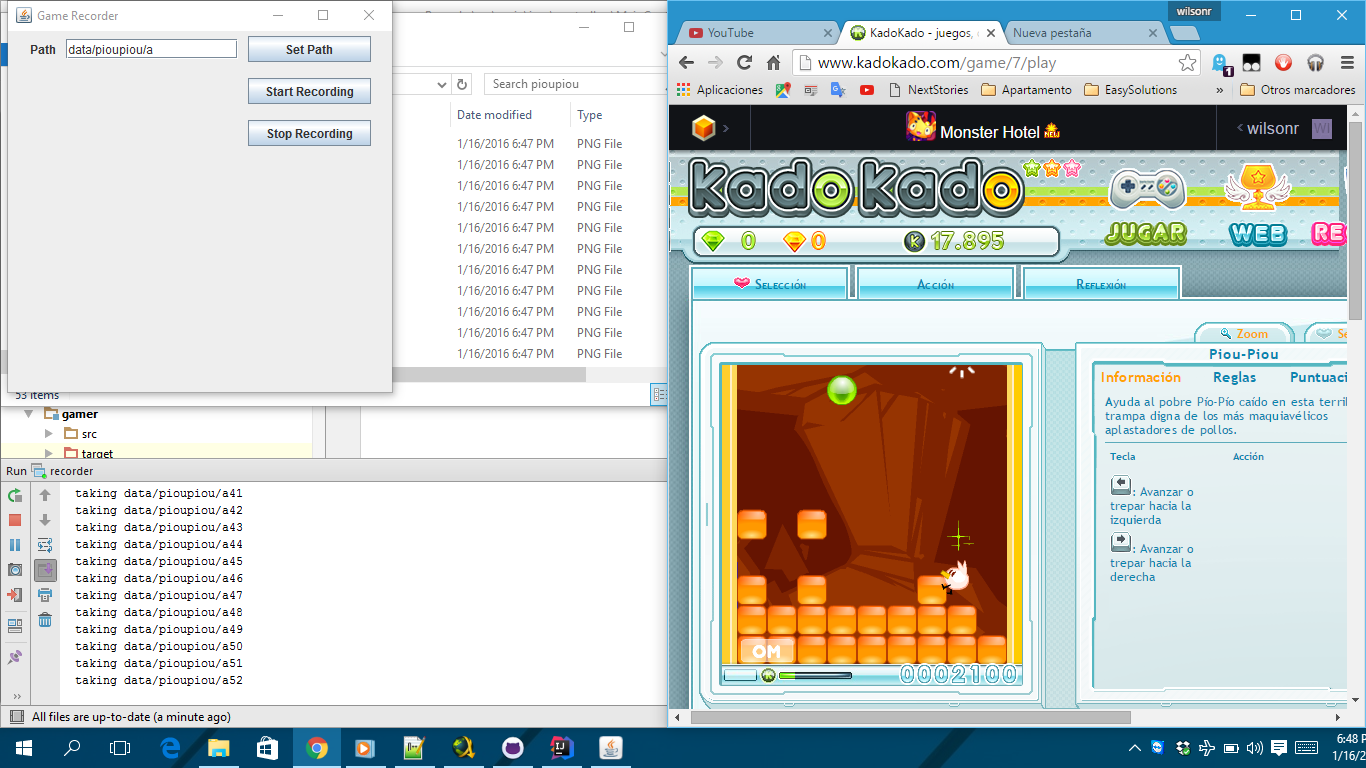 Game Recorder
Path data/pioupiou/a Set Path
Start Recording
Stop Recording
Search pioupiou
Date modified Type
1/16/2016 6:47 PM PNG File
1/16/2016 6:47 PM PNG File
1/16/2016 6:47 PM PNG File
1/16/2016 6:47 PM PNG File
1/16/2016 6:47 PM PNG File
1/16/2016 6:47 PM PNG File
1/16/2016 6:47 PM PNG File
1/16/2016 6:47 PM PNG File
1/16/2016 6:47 PM PNG File
1/16/2016 6:47 PM PNG File
1/16/2016 6:47 PM PNG File
53 items
gamer
src
target
Run recorder
taking data/pioupiou/a41
taking data/pioupiou/a42
taking data/pioupiou/a43
taking data/pioupiou/a44
taking data/pioupiou/a45
taking data/pioupiou/a46
taking data/pioupiou/a47
taking data/pioupiou/a48
taking data/pioupiou/a49
taking data/pioupiou/a50
taking data/pioupiou/a51
taking data/pioupiou/a52
All files are up-to-date (a minute ago)
wilsonr
YouTube KadoKado - juegos, Nueva pestaña
www.kadokado.com/game/7/play
1
Aplicaciones NextStories Apartamento EasySolutions » Otros marcadores
Monster Hotel NEW wilsonr WI
KadoKado
0 0 K 17.895
JUGAR WEB RE
Selección Acción Reflexión
Zoom Se
Piou-Piou
Información Reglas Puntuaci
Ayuda al pobre Pío-Pío caído en esta terril
trampa digna de los más maquiavélicos
aplastadores de pollos.
Tecla Acción
: Avanzar o
trepar hacia la
izquierda
: Avanzar o
trepar hacia la
derecha
0M
0002100
6:48 P
1/16/2